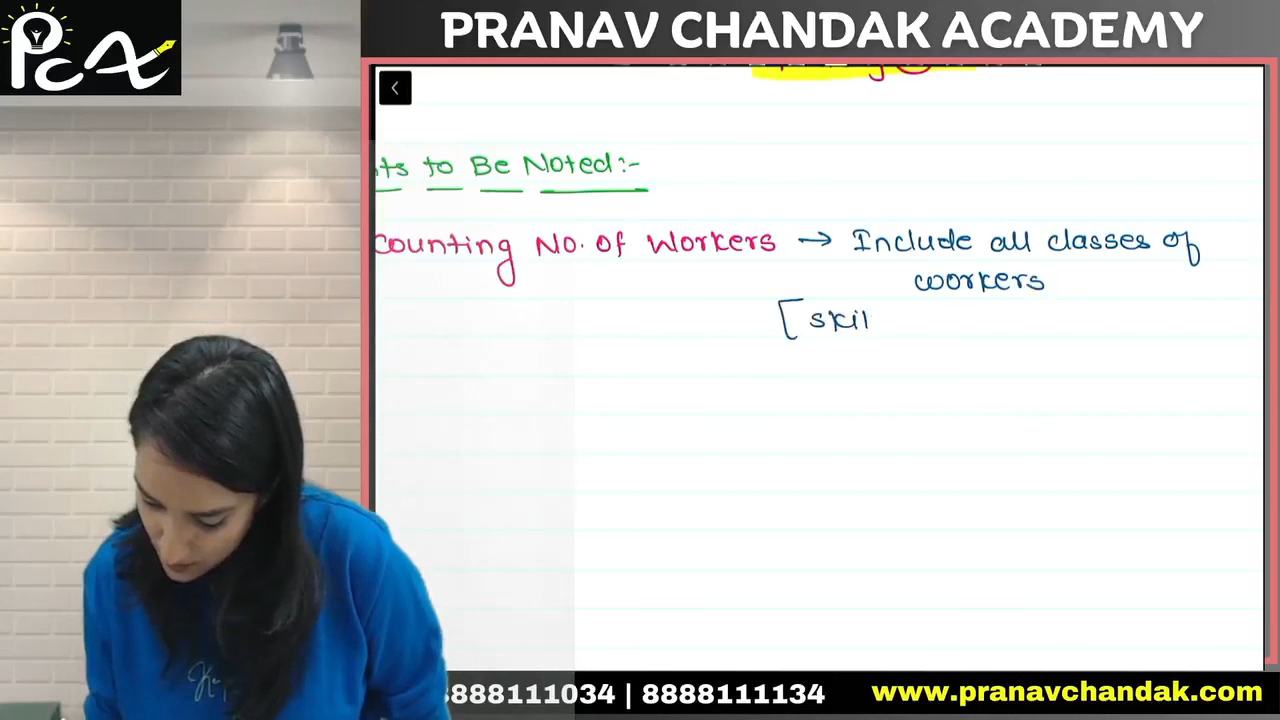 PCA
PRANAV CHANDAK ACADEMY
ts to Be Noted:-
counting No. of Workers → Include all classes of
workers
[ skil
8888111034 | 8888111134
www.pranavchandak.com